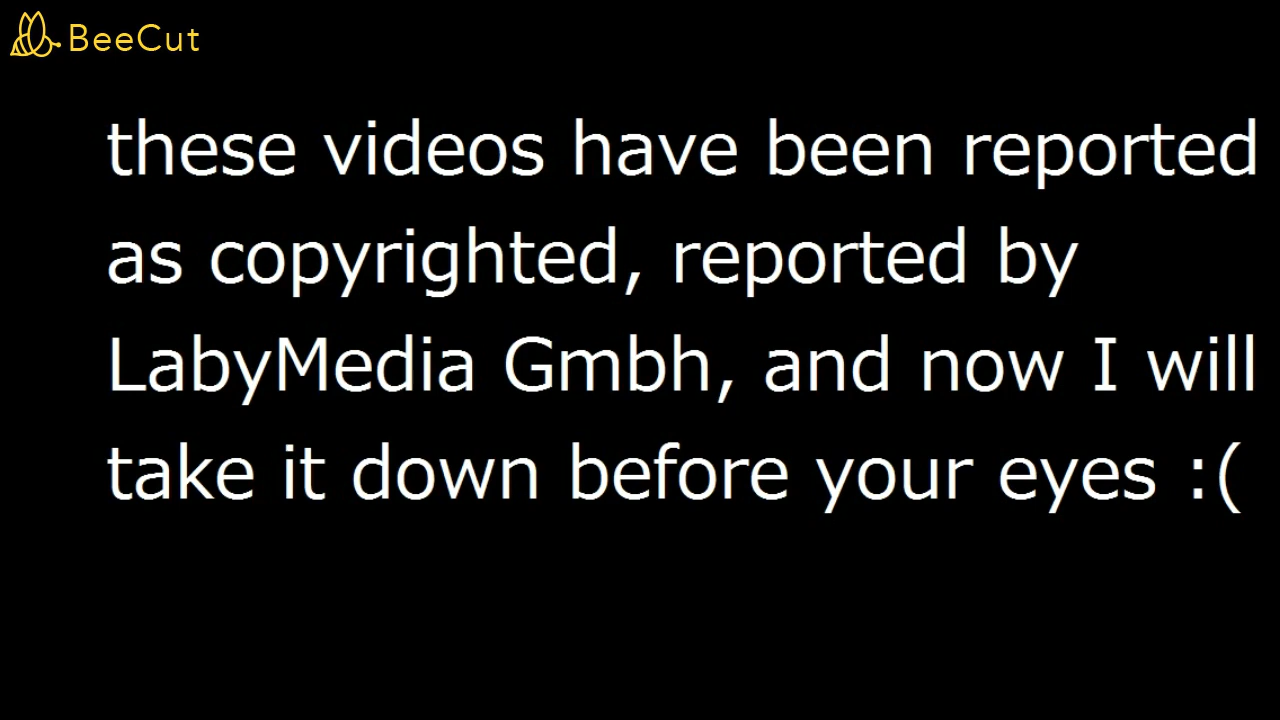 BeeCut
these videos have been reported
as copyrighted, reported by
LabyMedia Gmbh, and now I will
take it down before your eyes :(